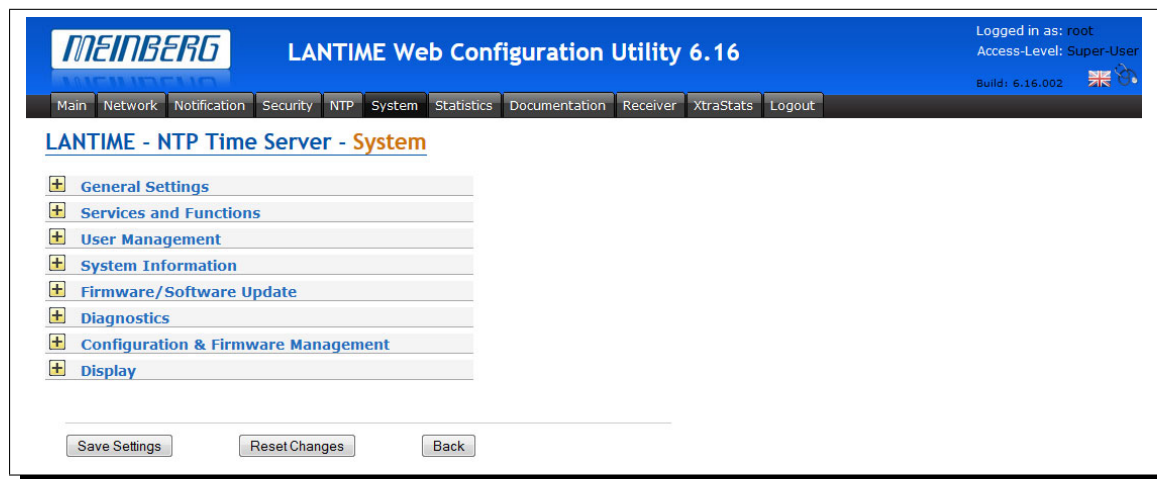 MEINBERG
LANTIME Web Configuration Utility 6.16
Logged in as: root
Access-Level: Super-User
Build: 6.16.002
Main Network Notification Security NTP System Statistics Documentation Receiver XtraStats Logout
LANTIME - NTP Time Server - System
General Settings
Services and Functions
User Management
System Information
Firmware/Software Update
Diagnostics
Configuration & Firmware Management
Display
Save Settings Reset Changes Back